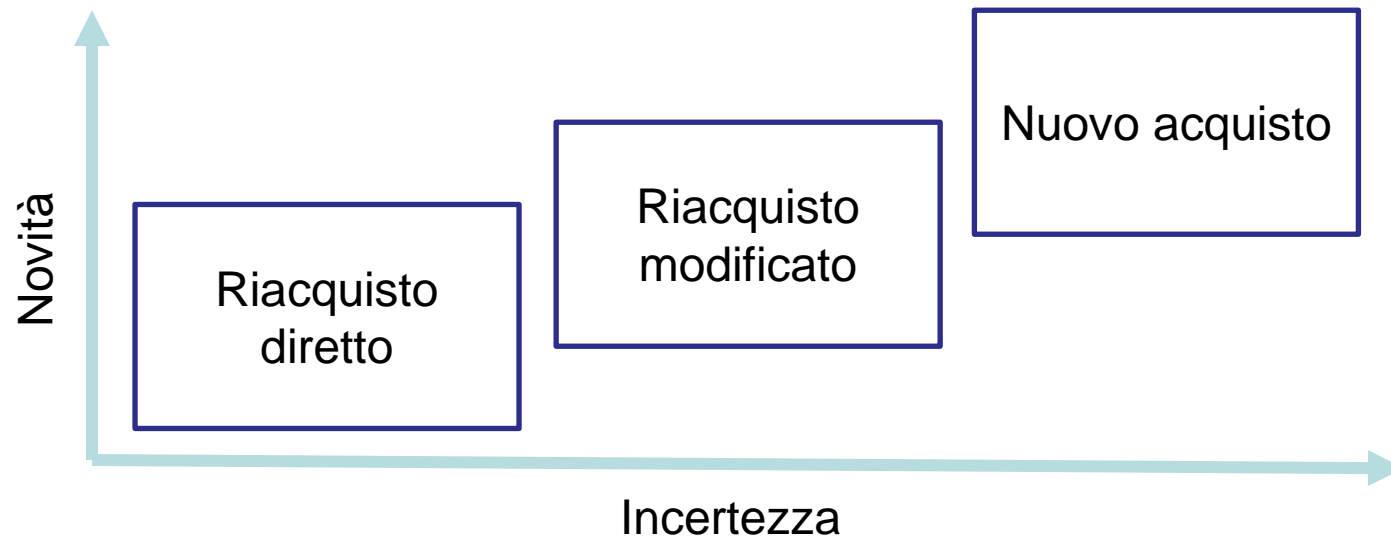 Novità
Riacquisto
diretto
Riacquisto
modificato
Nuovo acquisto
Incertezza